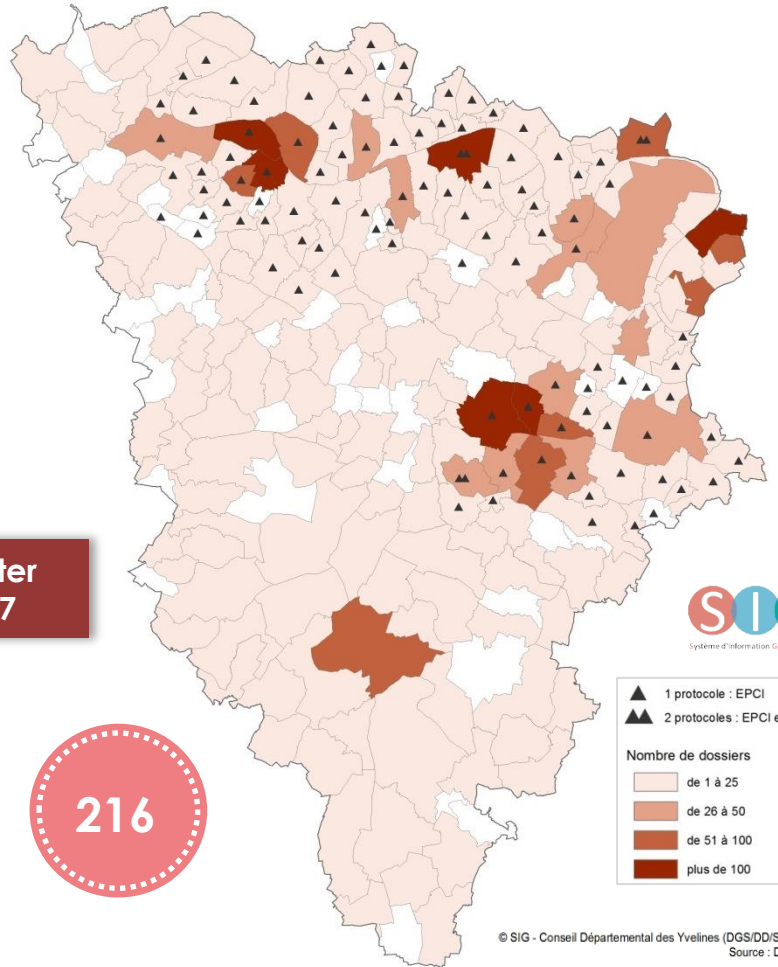 ter
7
216
SI
Système d'Information G
1 protocole : EPCI
2 protocoles : EPCI e
Nombre de dossiers
de 1 à 25
de 26 à 50
de 51 à 100
plus de 100
© SIG - Conseil Départemental des Yvelines (DGS/DD/S
Source : D